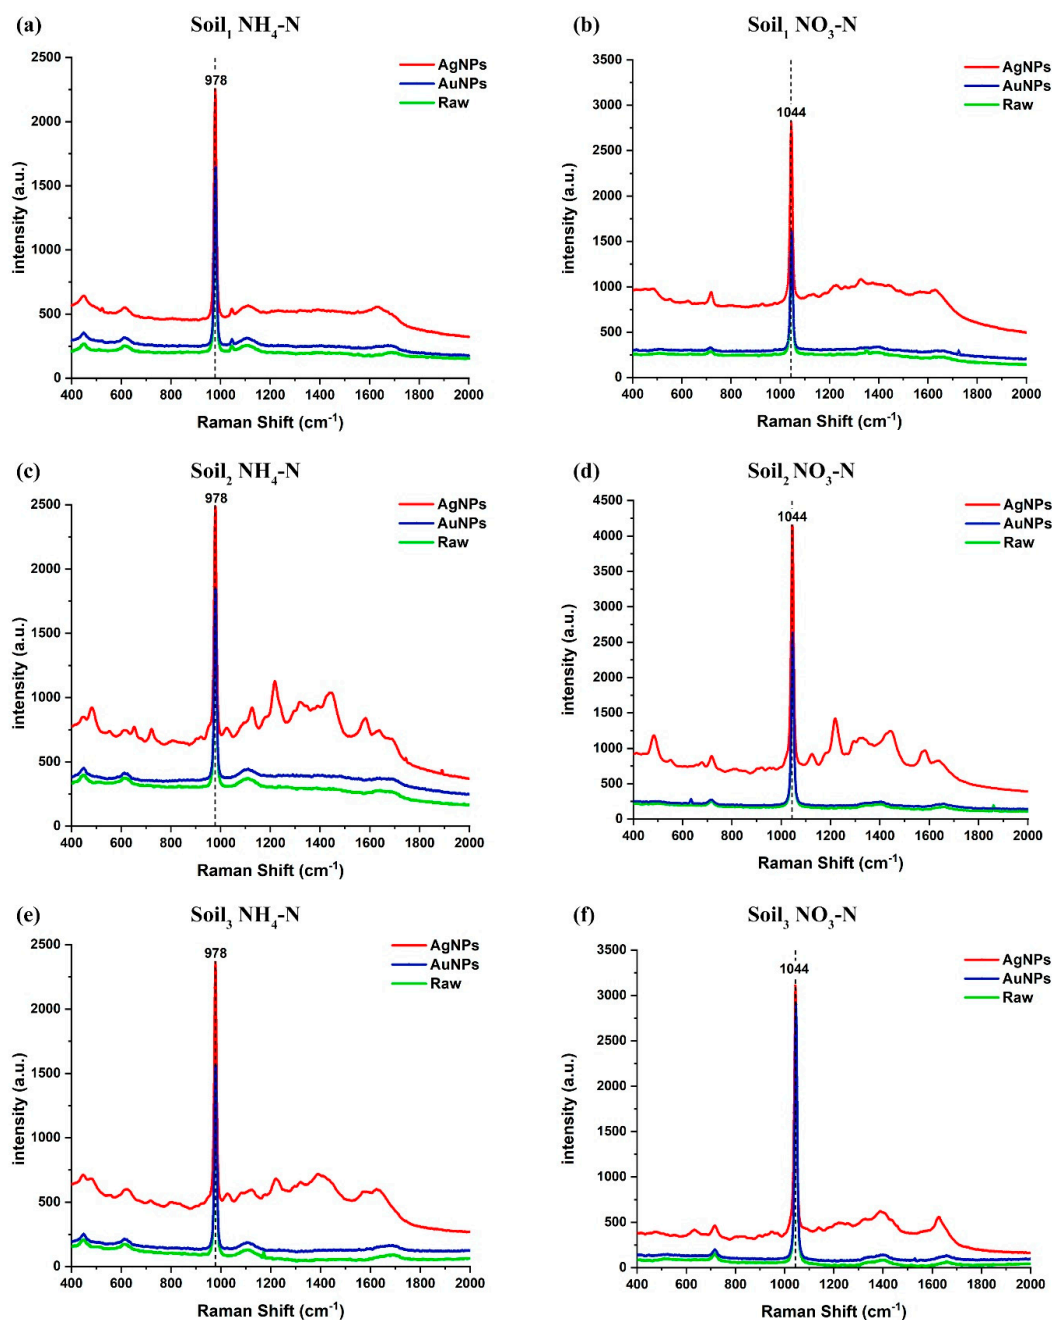 (a) Soil₁ NH₄-N
AgNPs
AuNPs
Raw
978
intensity (a.u.)
2500
2000
1500
1000
500
0
400 600 800 1000 1200 1400 1600 1800 2000
Raman Shift (cm⁻¹)
(b) Soil₁ NO₃-N
AgNPs
AuNPs
Raw
1044
intensity (a.u.)
3500
3000
2500
2000
1500
1000
500
0
400 600 800 1000 1200 1400 1600 1800 2000
Raman Shift (cm⁻¹)
(c) Soil₂ NH₄-N
AgNPs
AuNPs
Raw
978
intensity (a.u.)
2500
2000
1500
1000
500
0
400 600 800 1000 1200 1400 1600 1800 2000
Raman Shift (cm⁻¹)
(d) Soil₂ NO₃-N
AgNPs
AuNPs
Raw
1044
intensity (a.u.)
4500
4000
3500
3000
2500
2000
1500
1000
500
0
400 600 800 1000 1200 1400 1600 1800 2000
Raman Shift (cm⁻¹)
(e) Soil₃ NH₄-N
AgNPs
AuNPs
Raw
978
intensity (a.u.)
2500
2000
1500
1000
500
0
400 600 800 1000 1200 1400 1600 1800 2000
Raman Shift (cm⁻¹)
(f) Soil₃ NO₃-N
AgNPs
AuNPs
Raw
1044
intensity (a.u.)
3500
3000
2500
2000
1500
1000
500
0
400 600 800 1000 1200 1400 1600 1800 2000
Raman Shift (cm⁻¹)